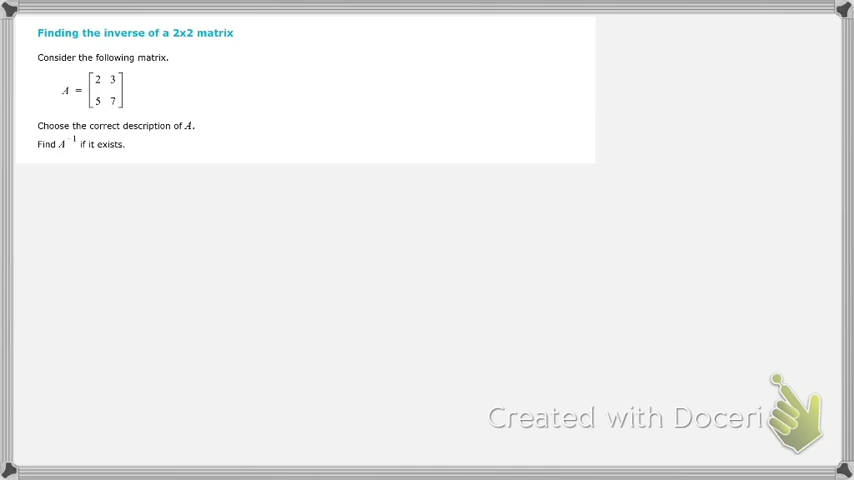 Finding the inverse of a 2x2 matrix
Consider the following matrix.
A = [ 2 3
5 7 ]
Choose the correct description of A.
Find A⁻¹ if it exists.
Created with Doceri